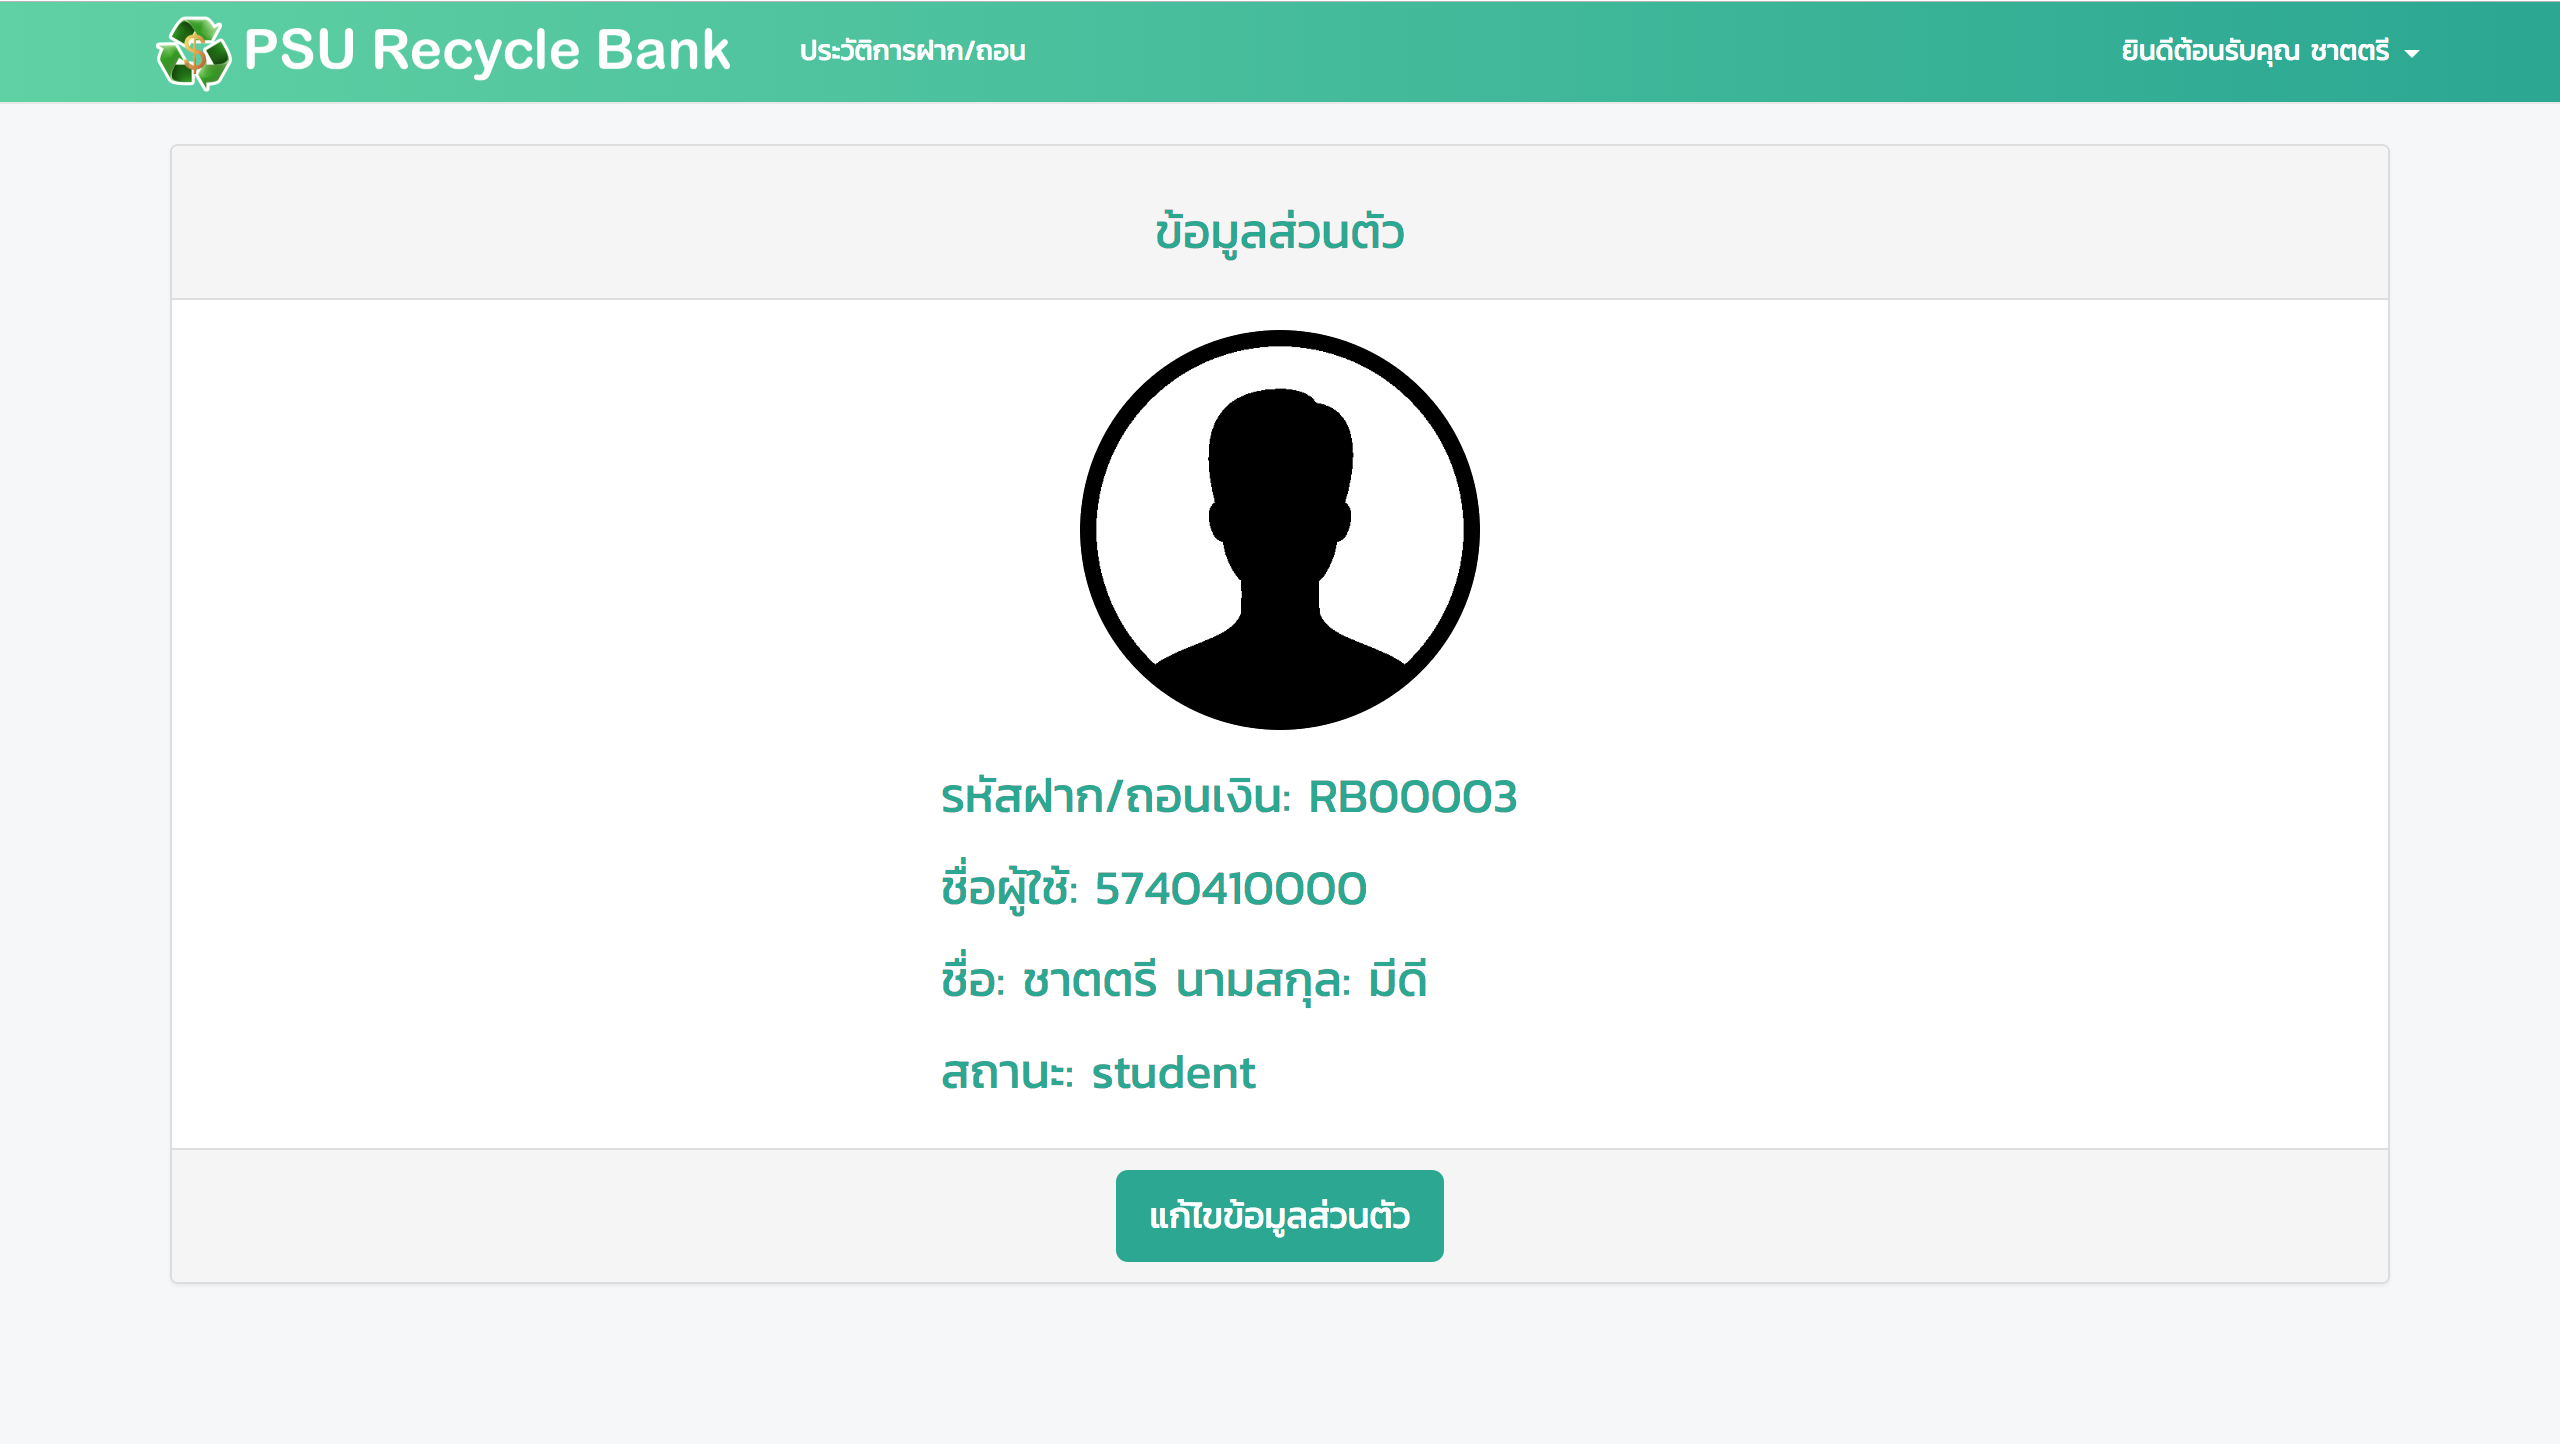 PSU Recycle Bank ประวัติการฝาก/ถอน ยินดีต้อนรับคุณ ชาตตรี
ข้อมูลส่วนตัว
รหัสฝาก/ถอนเงิน: RB00003
ชื่อผู้ใช้: 5740410000
ชื่อ: ชาตตรี นามสกุล: มีดี
สถานะ: student
แก้ไขข้อมูลส่วนตัว